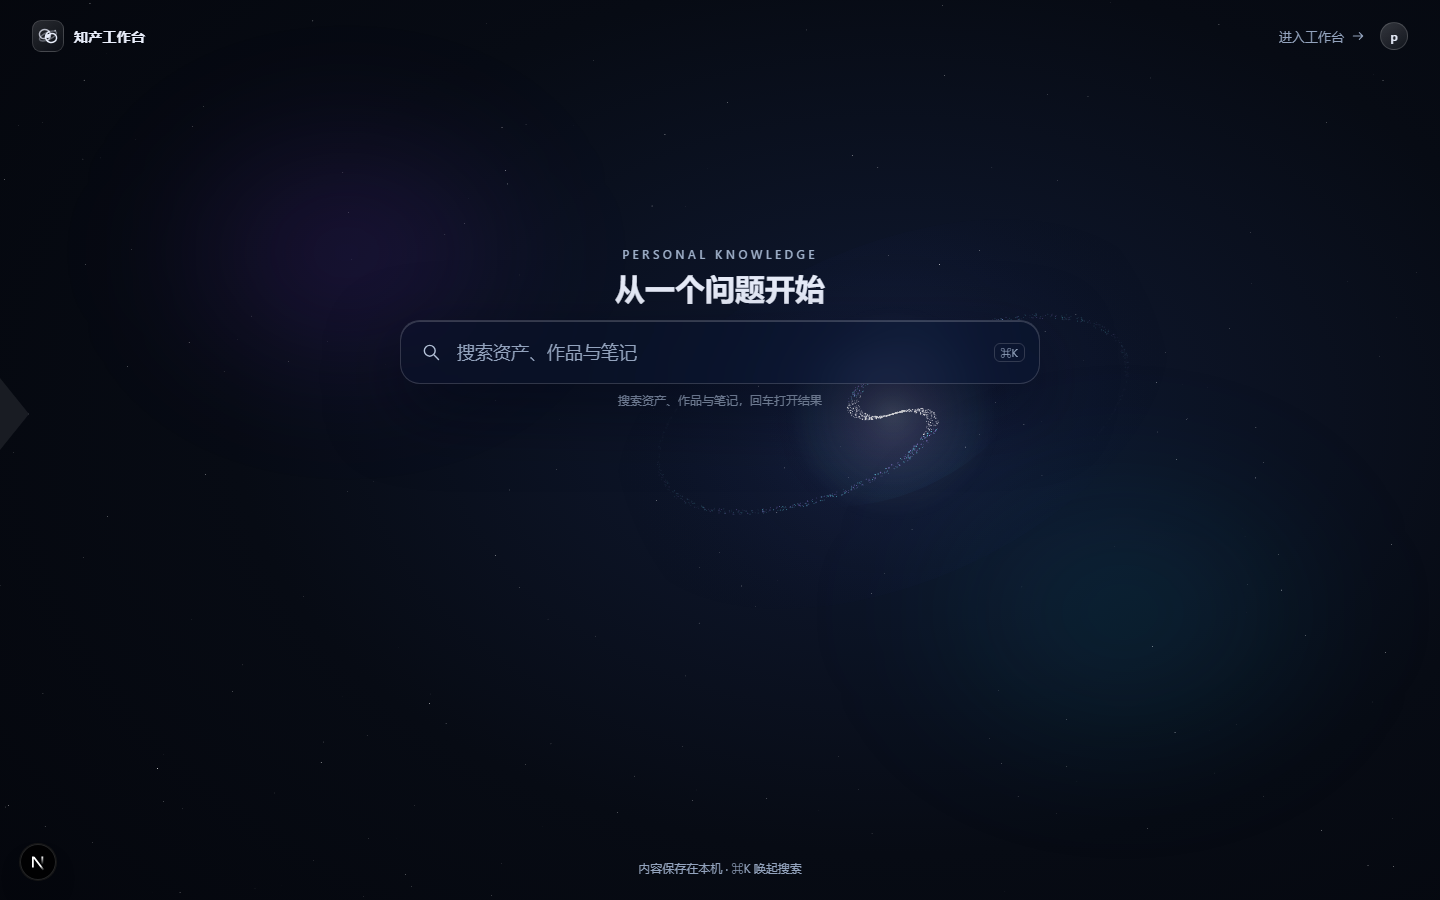 知产工作台
进入工作台 →
p
PERSONAL KNOWLEDGE
从一个问题开始
搜索资产、作品与笔记
⌘K
搜索资产、作品与笔记，回车打开结果
N
内容保存在本机 · ⌘K 唤起搜索